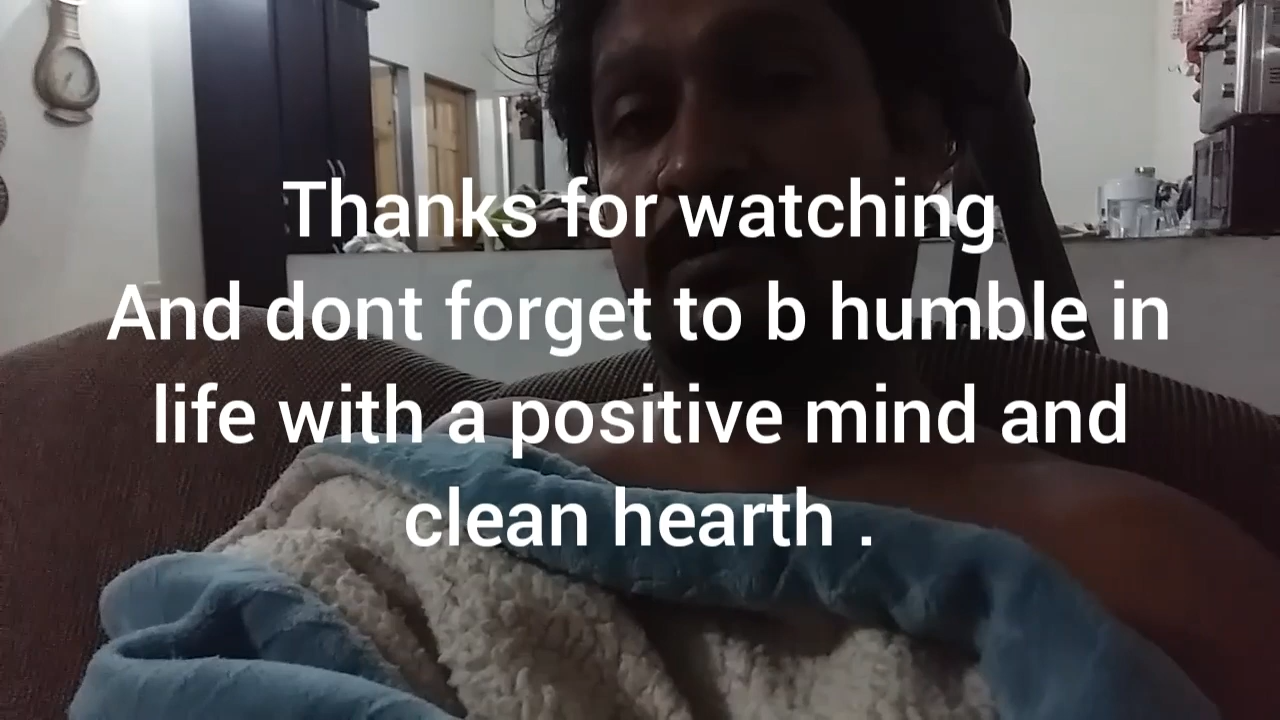 Thanks for watching
And dont forget to b humble in
life with a positive mind and
clean hearth .